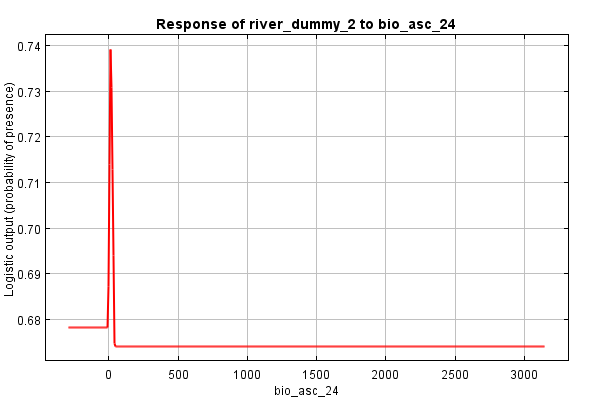 Response of river_dummy_2 to bio_asc_24
Logistic output (probability of presence)
0.74
0.73
0.72
0.71
0.70
0.69
0.68
0 500 1000 1500 2000 2500 3000
bio_asc_24